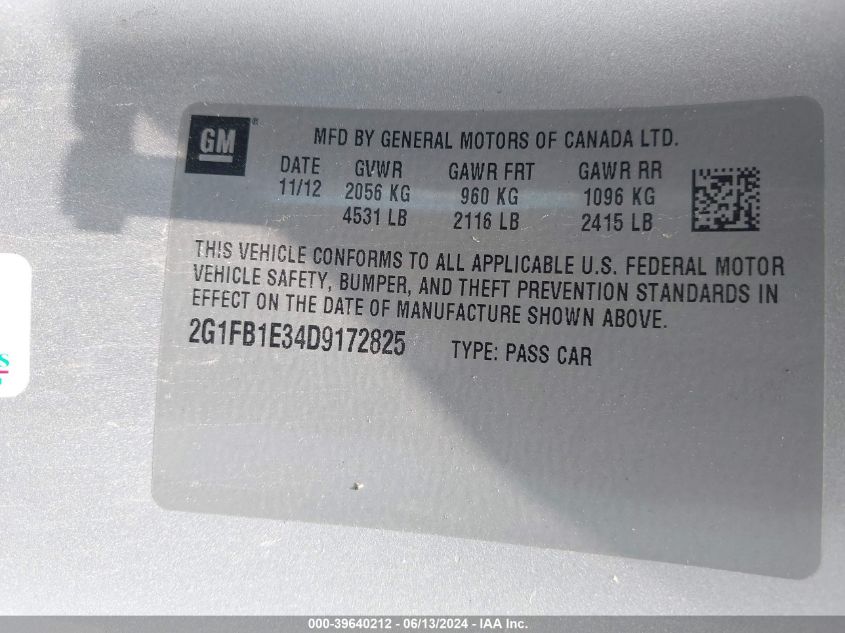 GM ®
MFD BY GENERAL MOTORS OF CANADA LTD.
DATE GVWR GAWR FRT GAWR RR
11/12 2056 KG 960 KG 1096 KG
4531 LB 2116 LB 2415 LB
THIS VEHICLE CONFORMS TO ALL APPLICABLE U.S. FEDERAL MOTOR
VEHICLE SAFETY, BUMPER, AND THEFT PREVENTION STANDARDS IN
EFFECT ON THE DATE OF MANUFACTURE SHOWN ABOVE.
2G1FB1E34D9172825 TYPE: PASS CAR
000-39640212 - 06/13/2024 - IAA Inc.